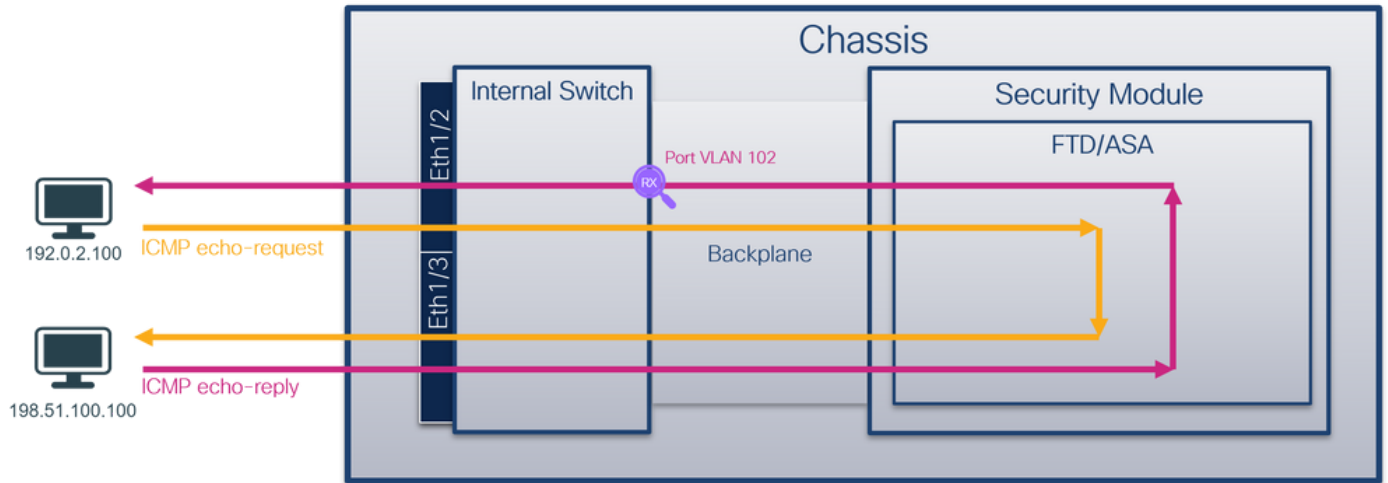 Chassis
Internal Switch
Security Module
FTD/ASA
Eth1/2
Port VLAN 102
RX
192.0.2.100
ICMP echo-request
Backplane
Eth1/3
ICMP echo-reply
198.51.100.100